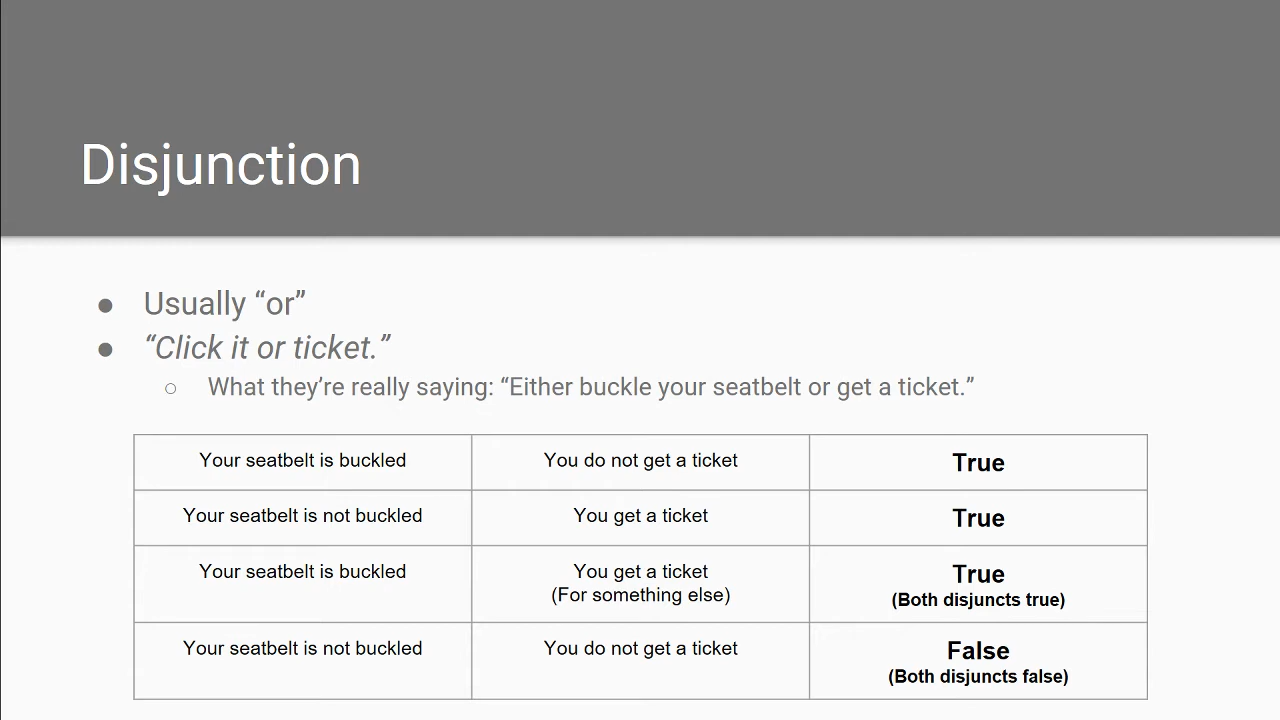 Disjunction
● Usually “or”
● “Click it or ticket.”
○ What they’re really saying: “Either buckle your seatbelt or get a ticket.”
Your seatbelt is buckled You do not get a ticket True
Your seatbelt is not buckled You get a ticket True
Your seatbelt is buckled You get a ticket True
(For something else) (Both disjuncts true)
Your seatbelt is not buckled You do not get a ticket False
(Both disjuncts false)